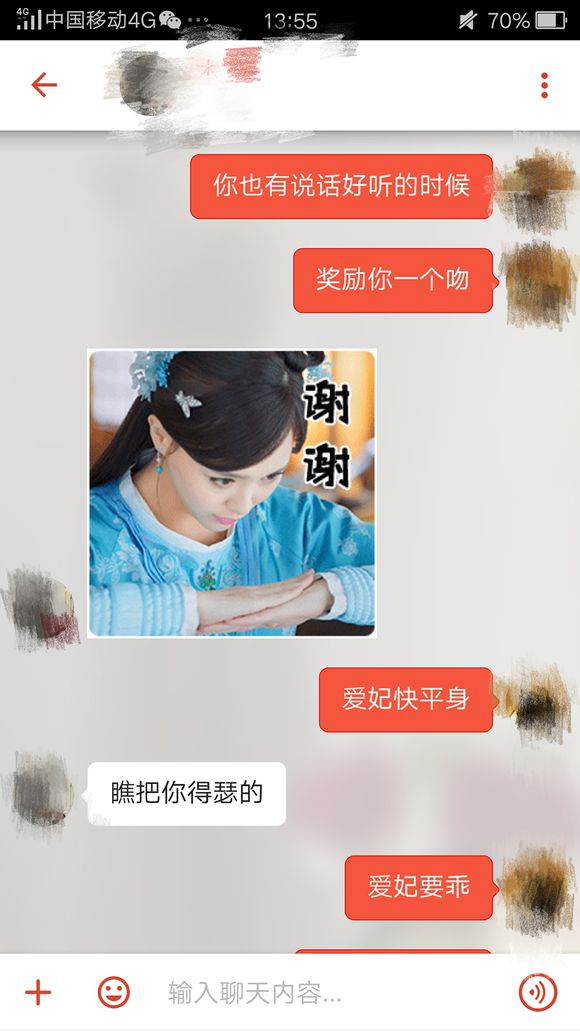 4G
中国移动4G
13:55
70%
你也有说话好听的时候
奖励你一个吻
谢
谢
爱妃快平身
瞧把你得瑟的
爱妃要乖
输入聊天内容...